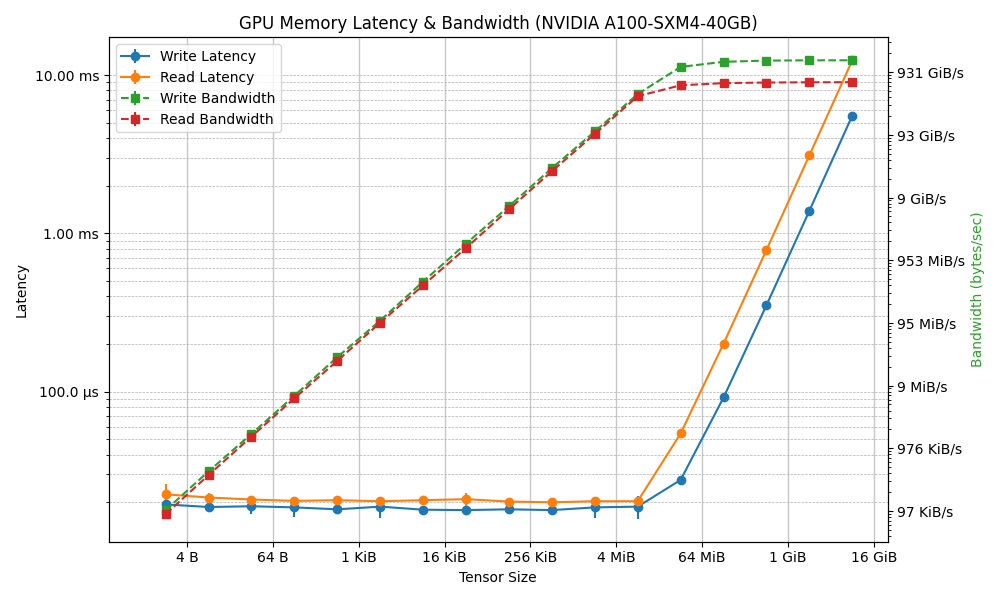 GPU Memory Latency & Bandwidth (NVIDIA A100-SXM4-40GB)
Write Latency
Read Latency
Write Bandwidth
Read Bandwidth
10.00 ms
1.00 ms
100.0 µs
Latency
931 GiB/s
93 GiB/s
9 GiB/s
953 MiB/s
95 MiB/s
9 MiB/s
976 KiB/s
97 KiB/s
Bandwidth (bytes/sec)
4 B 64 B 1 KiB 16 KiB 256 KiB 4 MiB 64 MiB 1 GiB 16 GiB
Tensor Size